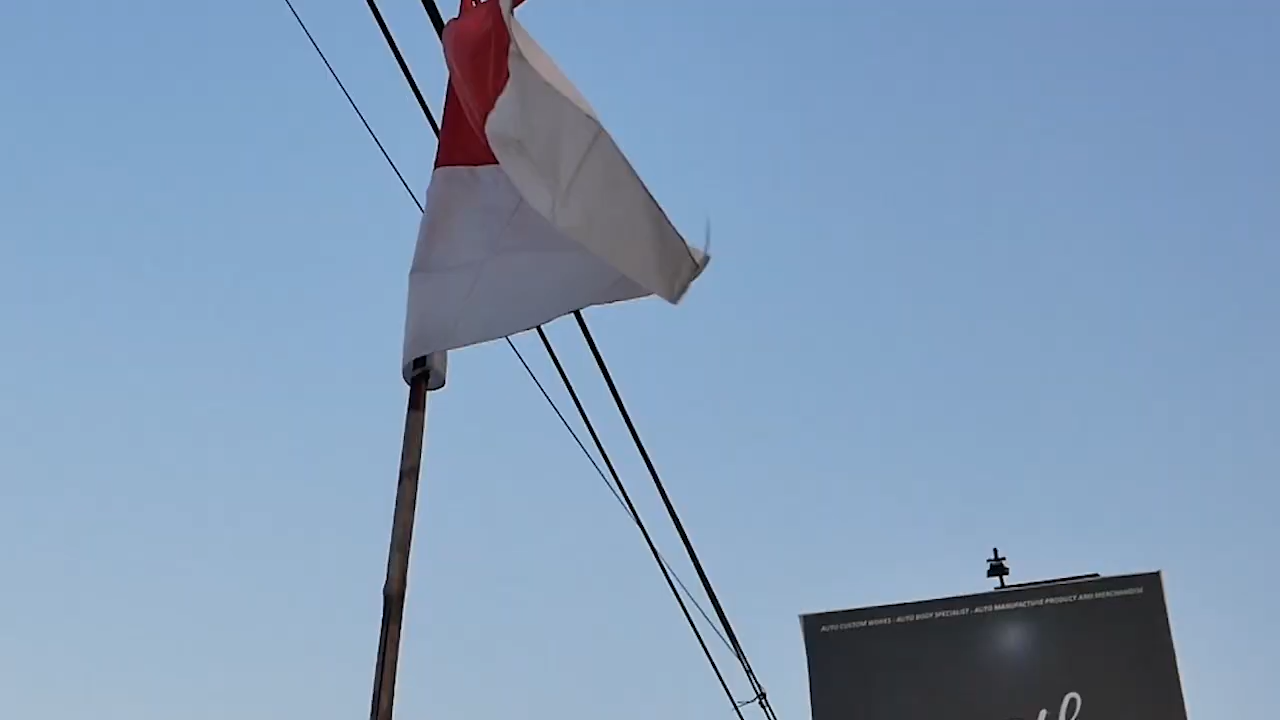 AUTO CUSTOM WORKS - AUTO BODY SPECIALIST - AUTO MANUFACTURE PRODUCT AND MERCHANDISE